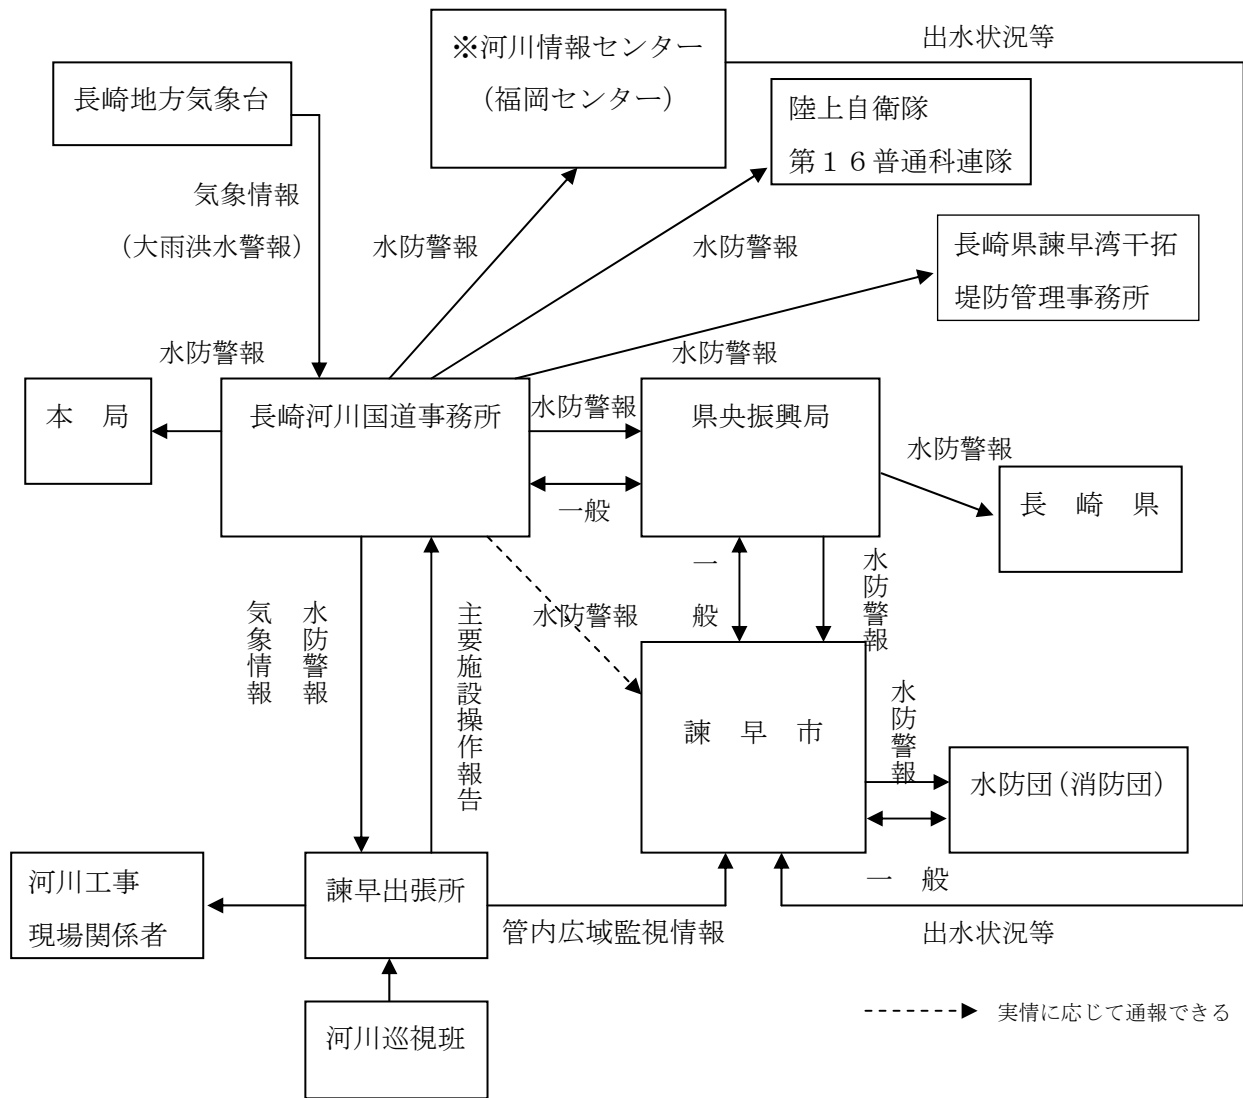 出水状況等
※河川情報センター
（福岡センター）
長崎地方気象台
陸上自衛隊
第１６普通科連隊
気象情報
（大雨洪水警報）
水防警報
水防警報
長崎県諫早湾干拓
堤防管理事務所
水防警報
水防警報
本　局
長崎河川国道事務所
水防警報
県央振興局
水防警報
一般
長　崎　県
一般
水防警報
気象情報
水防警報
主要施設操作報告
水防警報
諫　早　市
水防警報
水防団（消防団）
河川工事
現場関係者
諫早出張所
一　般
管内広域監視情報
出水状況等
河川巡視班
実情に応じて通報できる